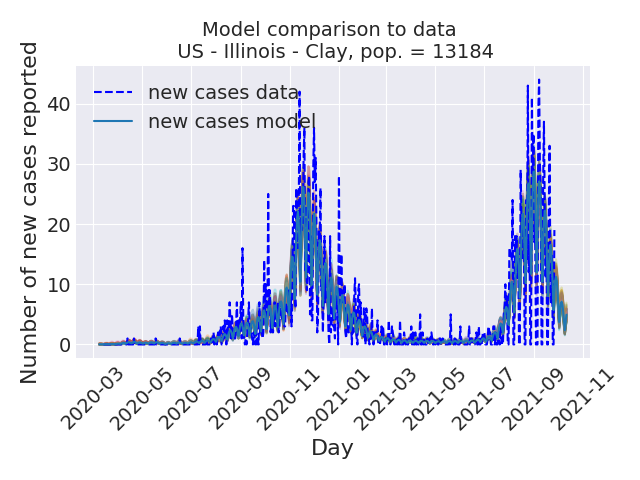 Model comparison to data
US - Illinois - Clay, pop. = 13184
Number of new cases reported
new cases data
new cases model
40
30
20
10
0
2020-03
2020-05
2020-07
2020-09
2020-11
2021-01
2021-03
2021-05
2021-07
2021-09
2021-11
Day